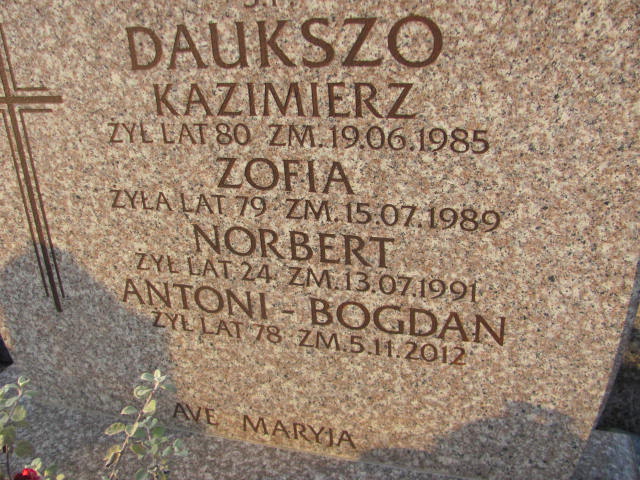 Ś.P
DAUKSZO
KAZIMIERZ
ŻYŁ LAT 80 ZM.19.06.1985
ZOFIA
ŻYŁA LAT 79. ZM.15.07.1989
NORBERT
ŻYŁ LAT 24. ZM.13.07.1991
ANTONI - BOGDAN
ŻYŁ LAT 78 ZM.5.11.2012
AVE MARYJA